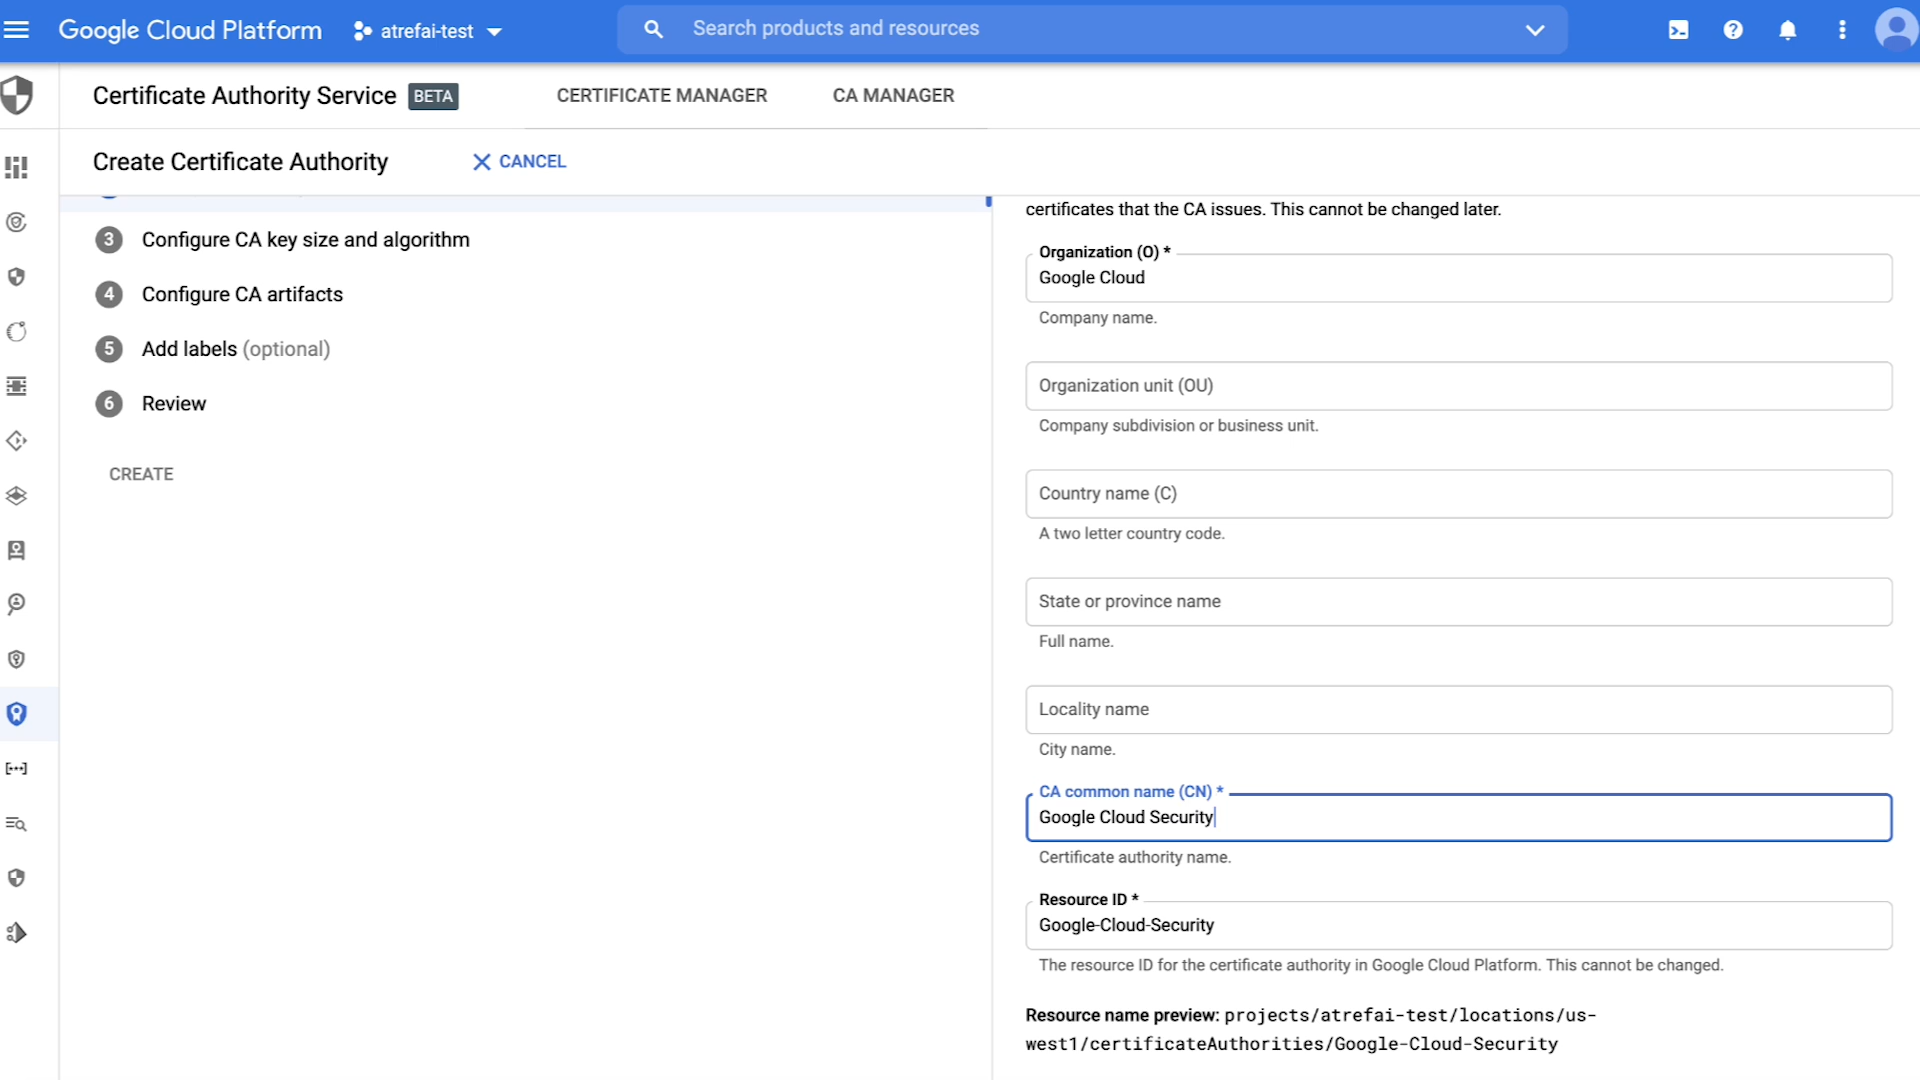 Google Cloud Platform
atrefai-test
Search products and resources
Certificate Authority Service BETA
CERTIFICATE MANAGER
CA MANAGER
Create Certificate Authority
CANCEL
3 Configure CA key size and algorithm
4 Configure CA artifacts
5 Add labels (optional)
6 Review
CREATE
certificates that the CA issues. This cannot be changed later.
Organization (O) *
Google Cloud
Company name.
Organization unit (OU)
Company subdivision or business unit.
Country name (C)
A two letter country code.
State or province name
Full name.
Locality name
City name.
CA common name (CN) *
Google Cloud Security
Certificate authority name.
Resource ID *
Google-Cloud-Security
The resource ID for the certificate authority in Google Cloud Platform. This cannot be changed.
Resource name preview: projects/atrefai-test/locations/us-
west1/certificateAuthorities/Google-Cloud-Security